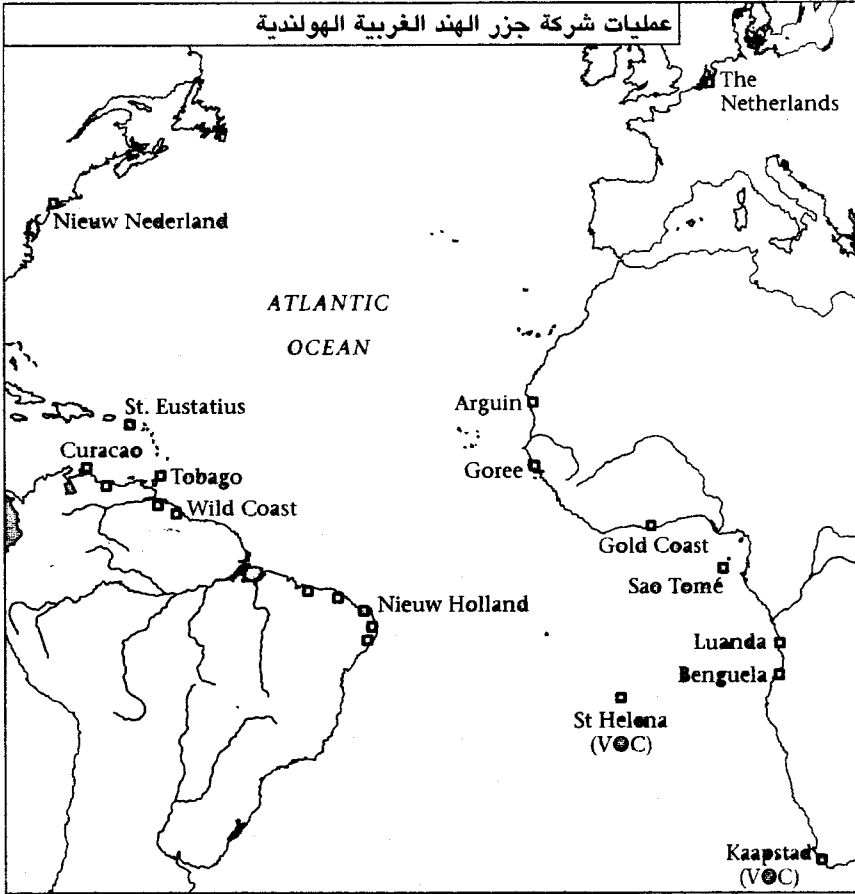 عمليات شركة جزر الهند الغربية الهولندية
The
Netherlands
Nieuw Nederland
ATLANTIC
OCEAN
St. Eustatius
Arguin
Curacao
Tobago
Goree
Wild Coast
Gold Coast
Sao Tomé
Nieuw Holland
Luanda
Benguela
St Helena
(VOC)
Kaapstad
(VOC)